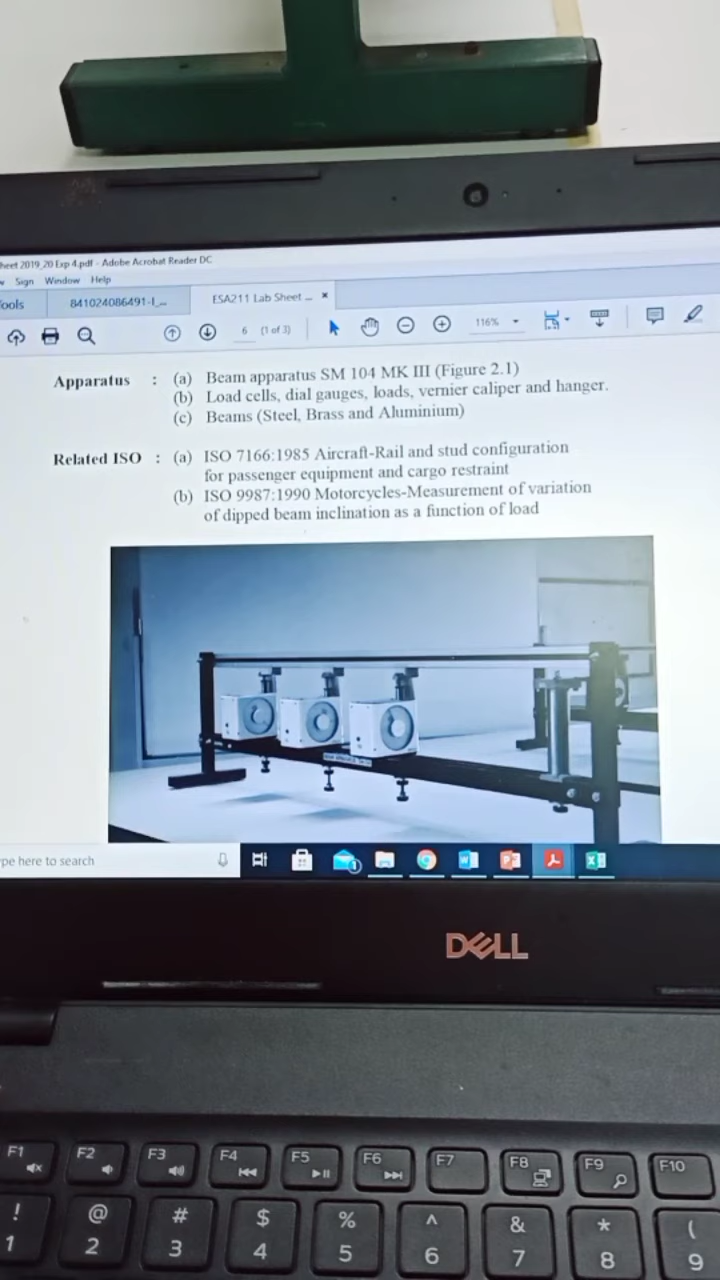 heet 2019_20 Exp 4.pdf - Adobe Acrobat Reader DC
w Sign Window Help
ools 841024086491-I_... ESA211 Lab Sheet ... ×
6 (1 of 3) 116%
Apparatus : (a) Beam apparatus SM 104 MK III (Figure 2.1)
(b) Load cells, dial gauges, loads, vernier caliper and hanger.
(c) Beams (Steel, Brass and Aluminium)
Related ISO : (a) ISO 7166:1985 Aircraft-Rail and stud configuration
for passenger equipment and cargo restraint
(b) ISO 9987:1990 Motorcycles-Measurement of variation
of dipped beam inclination as a function of load
pe here to search
DELL
F1 F2 F3 F4 F5 F6 F7 F8 F9 F10
! @ # $ % ^ & * (
1 2 3 4 5 6 7 8 9